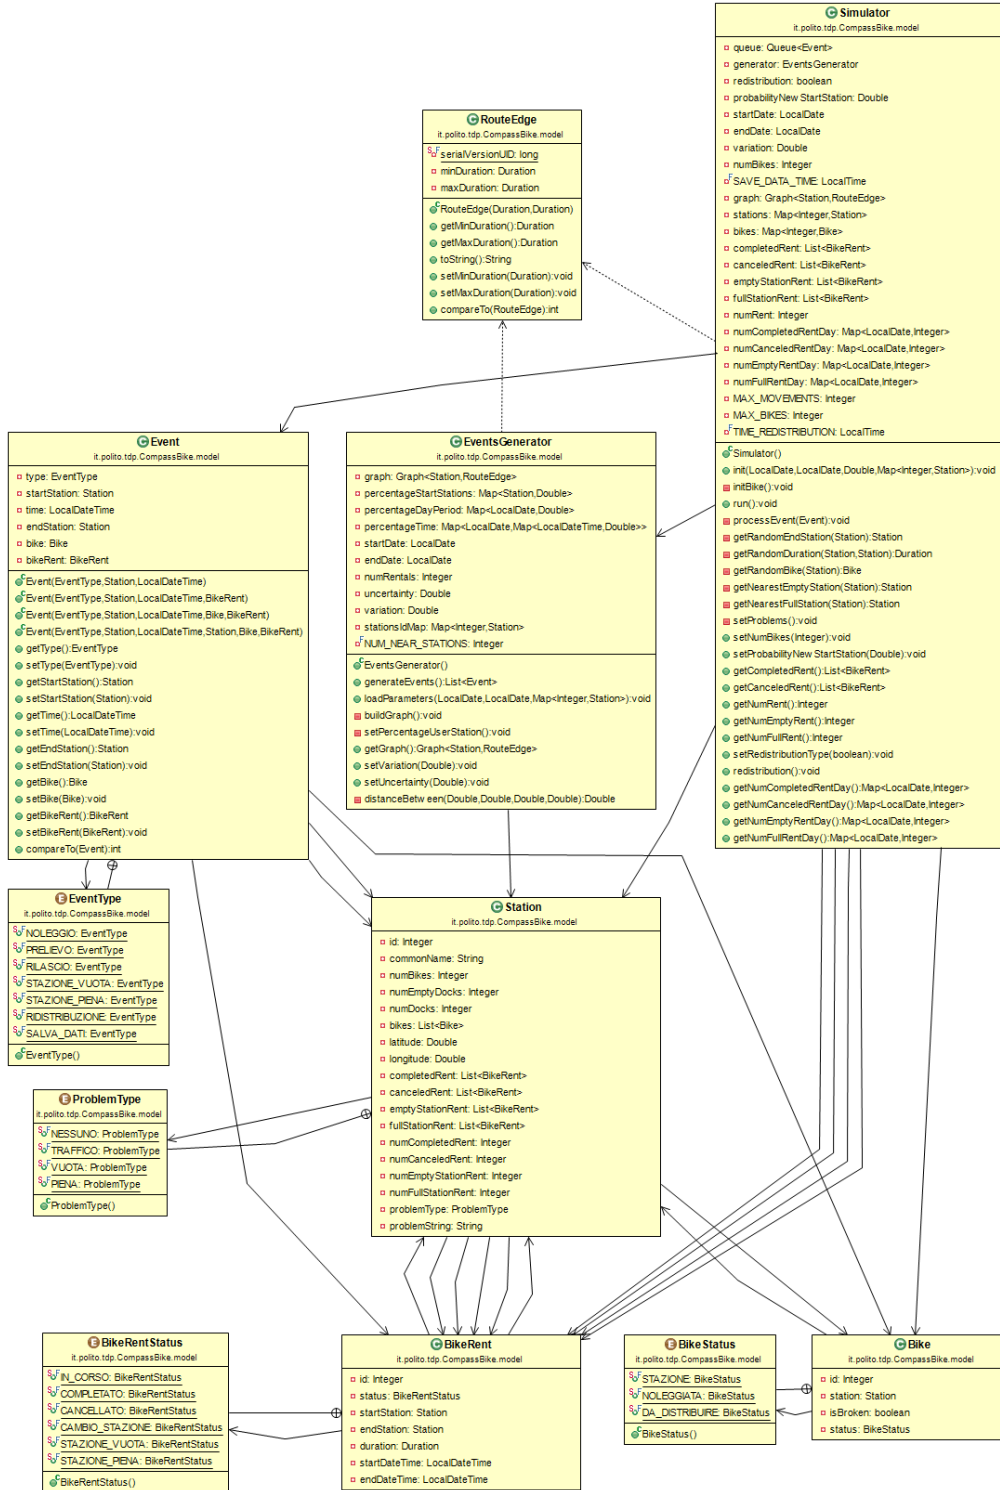 Simulator
it.polito.tdp.CompassBike.model
queue: Queue<Event>
generator: EventsGenerator
redistribution: boolean
probabilityNewStartStation: Double
startDate: LocalDate
endDate: LocalDate
variation: Double
numBikes: Integer
SAVE_DATA_TIME: LocalTime
graph: Graph<Station,RouteEdge>
stations: Map<Integer,Station>
bikes: Map<Integer,Bike>
completedRent: List<BikeRent>
canceledRent: List<BikeRent>
emptyStationRent: List<BikeRent>
fullStationRent: List<BikeRent>
numRent: Integer
numCompletedRentDay: Map<LocalDate,Integer>
numCanceledRentDay: Map<LocalDate,Integer>
numEmptyRentDay: Map<LocalDate,Integer>
numFullRentDay: Map<LocalDate,Integer>
MAX_MOVEMENTS: Integer
MAX_BIKES: Integer
TIME_REDISTRIBUTION: LocalTime
Simulator()
init(LocalDate,LocalDate,Double,Map<Integer,Station>):void
initBike():void
run():void
processEvent(Event):void
getRandomEndStation(Station):Station
getRandomDuration(Station,Station):Duration
getRandomBike(Station):Bike
getNearestEmptyStation(Station):Station
getNearestFullStation(Station):Station
setProblems():void
setNumBikes(Integer):void
setProbabilityNewStartStation(Double):void
getCompletedRent():List<BikeRent>
getCanceledRent():List<BikeRent>
getNumRent():Integer
getNumEmptyRent():Integer
getNumFullRent():Integer
setRedistributionType(boolean):void
redistribution():void
getNumCompletedRentDay():Map<LocalDate,Integer>
getNumCanceledRentDay():Map<LocalDate,Integer>
getNumEmptyRentDay():Map<LocalDate,Integer>
getNumFullRentDay():Map<LocalDate,Integer>
RouteEdge
it.polito.tdp.CompassBike.model
serialVersionUID: long
minDuration: Duration
maxDuration: Duration
RouteEdge(Duration,Duration)
getMinDuration():Duration
getMaxDuration():Duration
toString():String
setMinDuration(Duration):void
setMaxDuration(Duration):void
compareTo(RouteEdge):int
Event
it.polito.tdp.CompassBike.model
type: EventType
startStation: Station
time: LocalDateTime
endStation: Station
bike: Bike
bikeRent: BikeRent
Event(EventType,Station,LocalDateTime)
Event(EventType,Station,LocalDateTime,BikeRent)
Event(EventType,Station,LocalDateTime,Bike,BikeRent)
Event(EventType,Station,LocalDateTime,Station,Bike,BikeRent)
getType():EventType
setType(EventType):void
getStartStation():Station
setStartStation(Station):void
getTime():LocalDateTime
setTime(LocalDateTime):void
getEndStation():Station
setEndStation(Station):void
getBike():Bike
setBike(Bike):void
getBikeRent():BikeRent
setBikeRent(BikeRent):void
compareTo(Event):int
EventsGenerator
it.polito.tdp.CompassBike.model
graph: Graph<Station,RouteEdge>
percentageStartStations: Map<Station,Double>
percentageDayPeriod: Map<LocalDate,Double>
percentageTime: Map<LocalDate,Map<LocalDateTime,Double>>
startDate: LocalDate
endDate: LocalDate
numRentals: Integer
uncertainty: Double
variation: Double
stationsIdMap: Map<Integer,Station>
NUM_NEAR_STATIONS: Integer
EventsGenerator()
generateEvents():List<Event>
loadParameters(LocalDate,LocalDate,Map<Integer,Station>):void
buildGraph():void
setPercentageUserStation():void
getGraph():Graph<Station,RouteEdge>
setVariation(Double):void
setUncertainty(Double):void
distanceBetween(Double,Double,Double,Double):Double
EventType
it.polito.tdp.CompassBike.model
NOLEGGIO: EventType
PRELIEVO: EventType
RILASCIO: EventType
STAZIONE_VUOTA: EventType
STAZIONE_PIENA: EventType
RIDISTRIBUZIONE: EventType
SALVA_DATI: EventType
EventType()
Station
it.polito.tdp.CompassBike.model
id: Integer
commonName: String
numBikes: Integer
numEmptyDocks: Integer
numDocks: Integer
bikes: List<Bike>
latitude: Double
longitude: Double
completedRent: List<BikeRent>
canceledRent: List<BikeRent>
emptyStationRent: List<BikeRent>
fullStationRent: List<BikeRent>
numCompletedRent: Integer
numCanceledRent: Integer
numEmptyStationRent: Integer
numFullStationRent: Integer
problemType: ProblemType
problemString: String
ProblemType
it.polito.tdp.CompassBike.model
NESSUNO: ProblemType
TRAFFICO: ProblemType
VUOTA: ProblemType
PIENA: ProblemType
ProblemType()
BikeRentStatus
it.polito.tdp.CompassBike.model
IN_CORSO: BikeRentStatus
COMPLETATO: BikeRentStatus
CANCELLATO: BikeRentStatus
CAMBIO_STAZIONE: BikeRentStatus
STAZIONE_VUOTA: BikeRentStatus
STAZIONE_PIENA: BikeRentStatus
BikeRentStatus()
BikeRent
it.polito.tdp.CompassBike.model
id: Integer
status: BikeRentStatus
startStation: Station
endStation: Station
duration: Duration
startDateTime: LocalDateTime
endDateTime: LocalDateTime
BikeStatus
it.polito.tdp.CompassBike.model
STAZIONE: BikeStatus
NOLEGGIATA: BikeStatus
DA_DISTRIBUIRE: BikeStatus
BikeStatus()
Bike
it.polito.tdp.CompassBike.model
id: Integer
station: Station
isBroken: boolean
status: BikeStatus